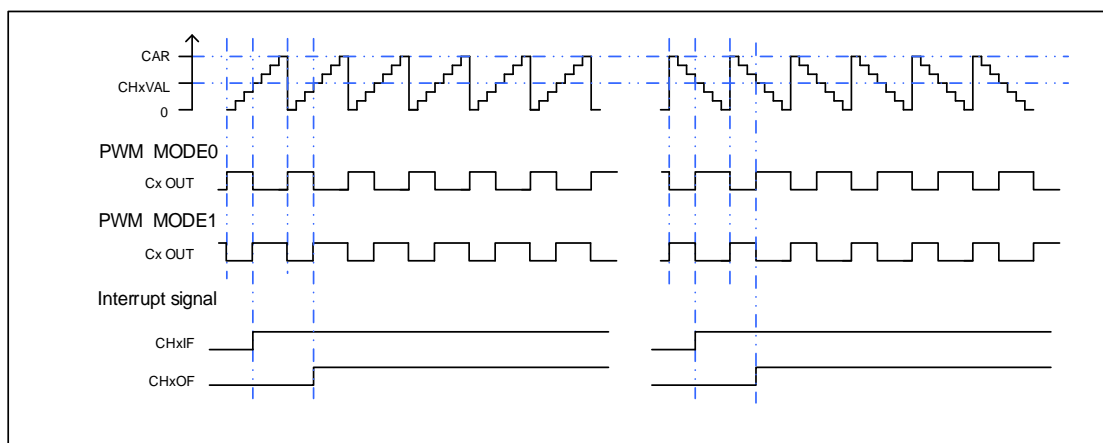 CAR
CHxVAL
0
PWM MODE0
Cx OUT
PWM MODE1
Cx OUT
Interrupt signal
CHxIF
CHxOF